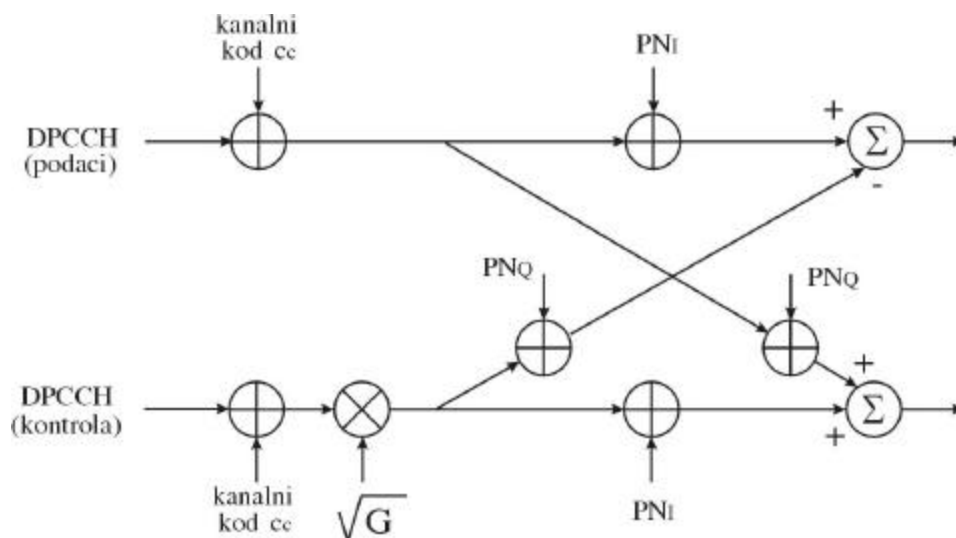 kanalni
kod cc
PNI
DPCCH
(podaci)
+
Σ
-
PNQ
PNQ
DPCCH
(kontrola)
+
Σ
+
kanalni
kod cc
√G
PNI